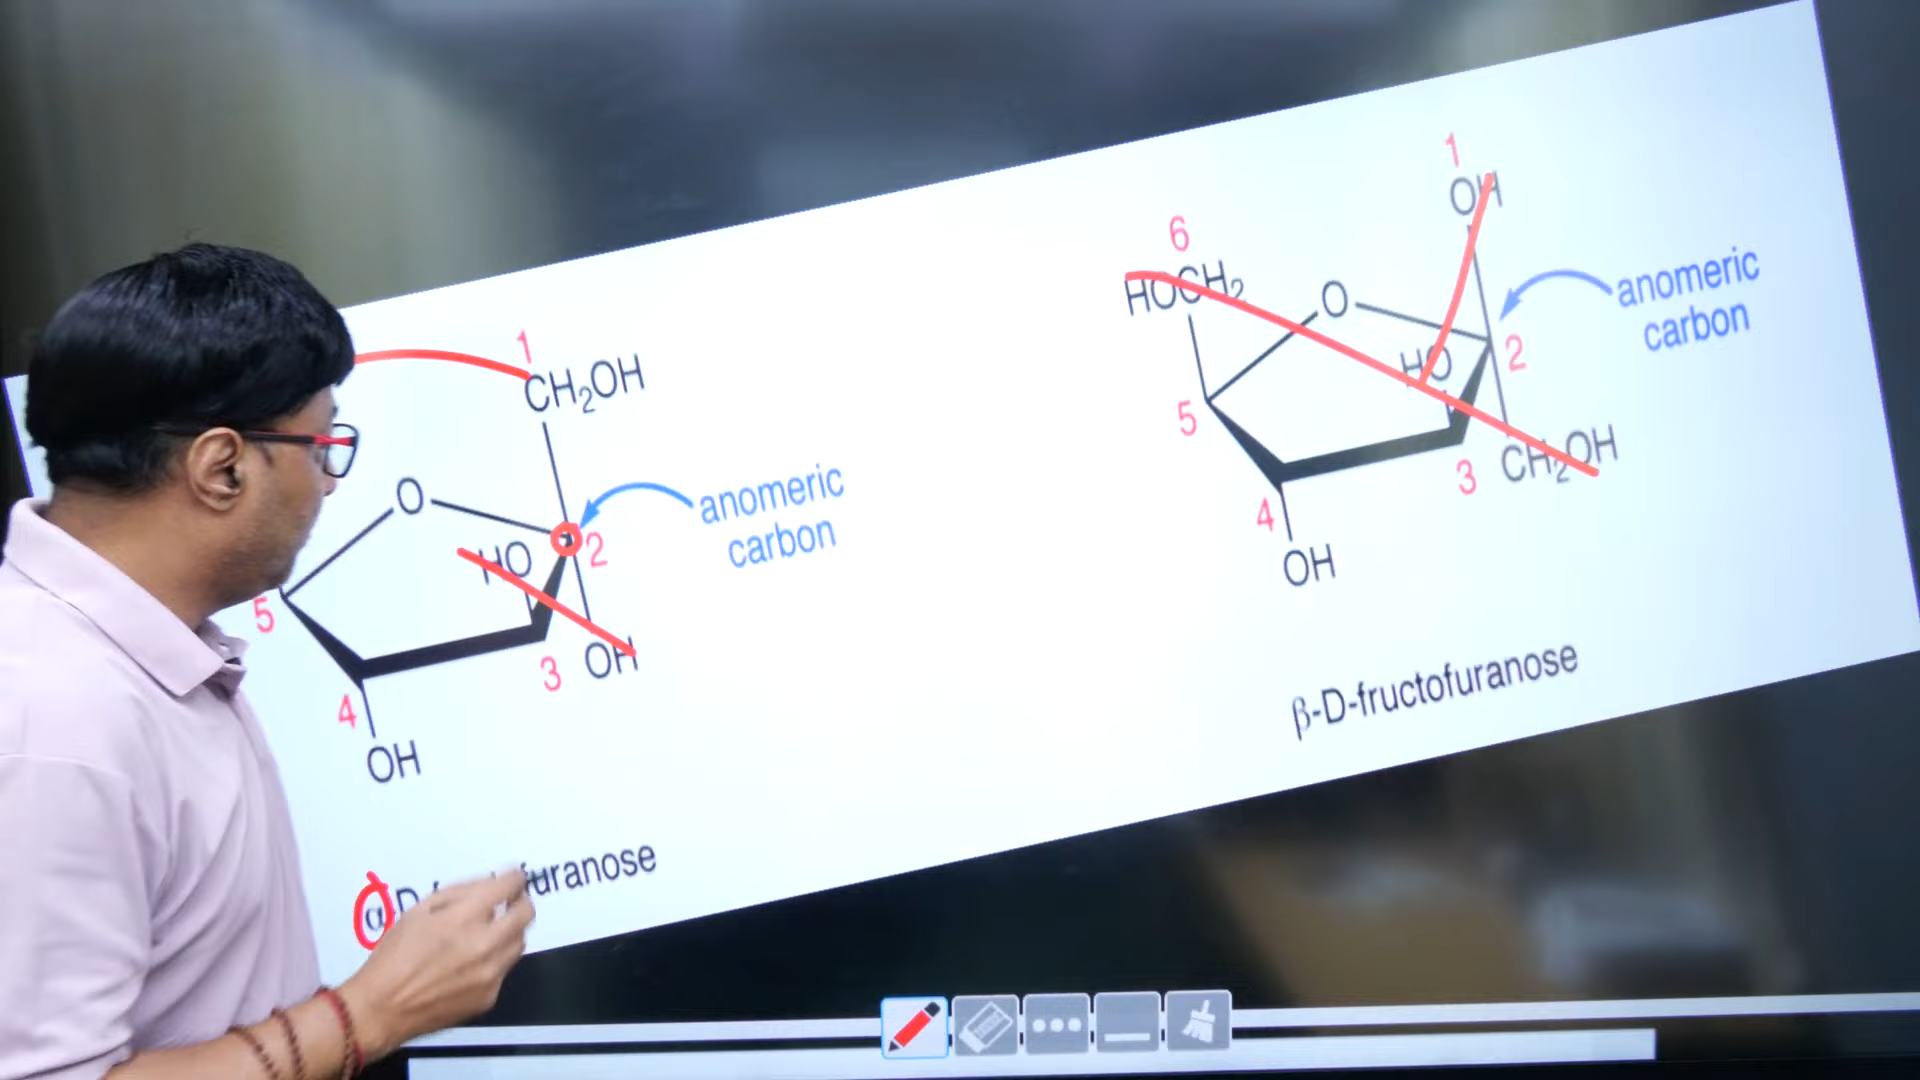 1
CH₂OH
O
HO
2
anomeric
carbon
5
3
OH
4
OH
furanose
1
OH
6
HOCH₂
O
anomeric
carbon
HO
2
5
3
CH₂OH
4
OH
β-D-fructofuranose
α-D